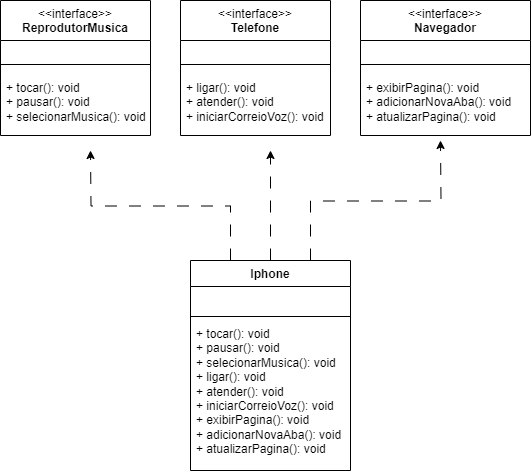 <<interface>>
ReprodutorMusica
+ tocar(): void
+ pausar(): void
+ selecionarMusica(): void
<<interface>>
Telefone
+ ligar(): void
+ atender(): void
+ iniciarCorreioVoz(): void
<<interface>>
Navegador
+ exibirPagina(): void
+ adicionarNovaAba(): void
+ atualizarPagina(): void
Iphone
+ tocar(): void
+ pausar(): void
+ selecionarMusica(): void
+ ligar(): void
+ atender(): void
+ iniciarCorreioVoz(): void
+ exibirPagina(): void
+ adicionarNovaAba(): void
+ atualizarPagina(): void